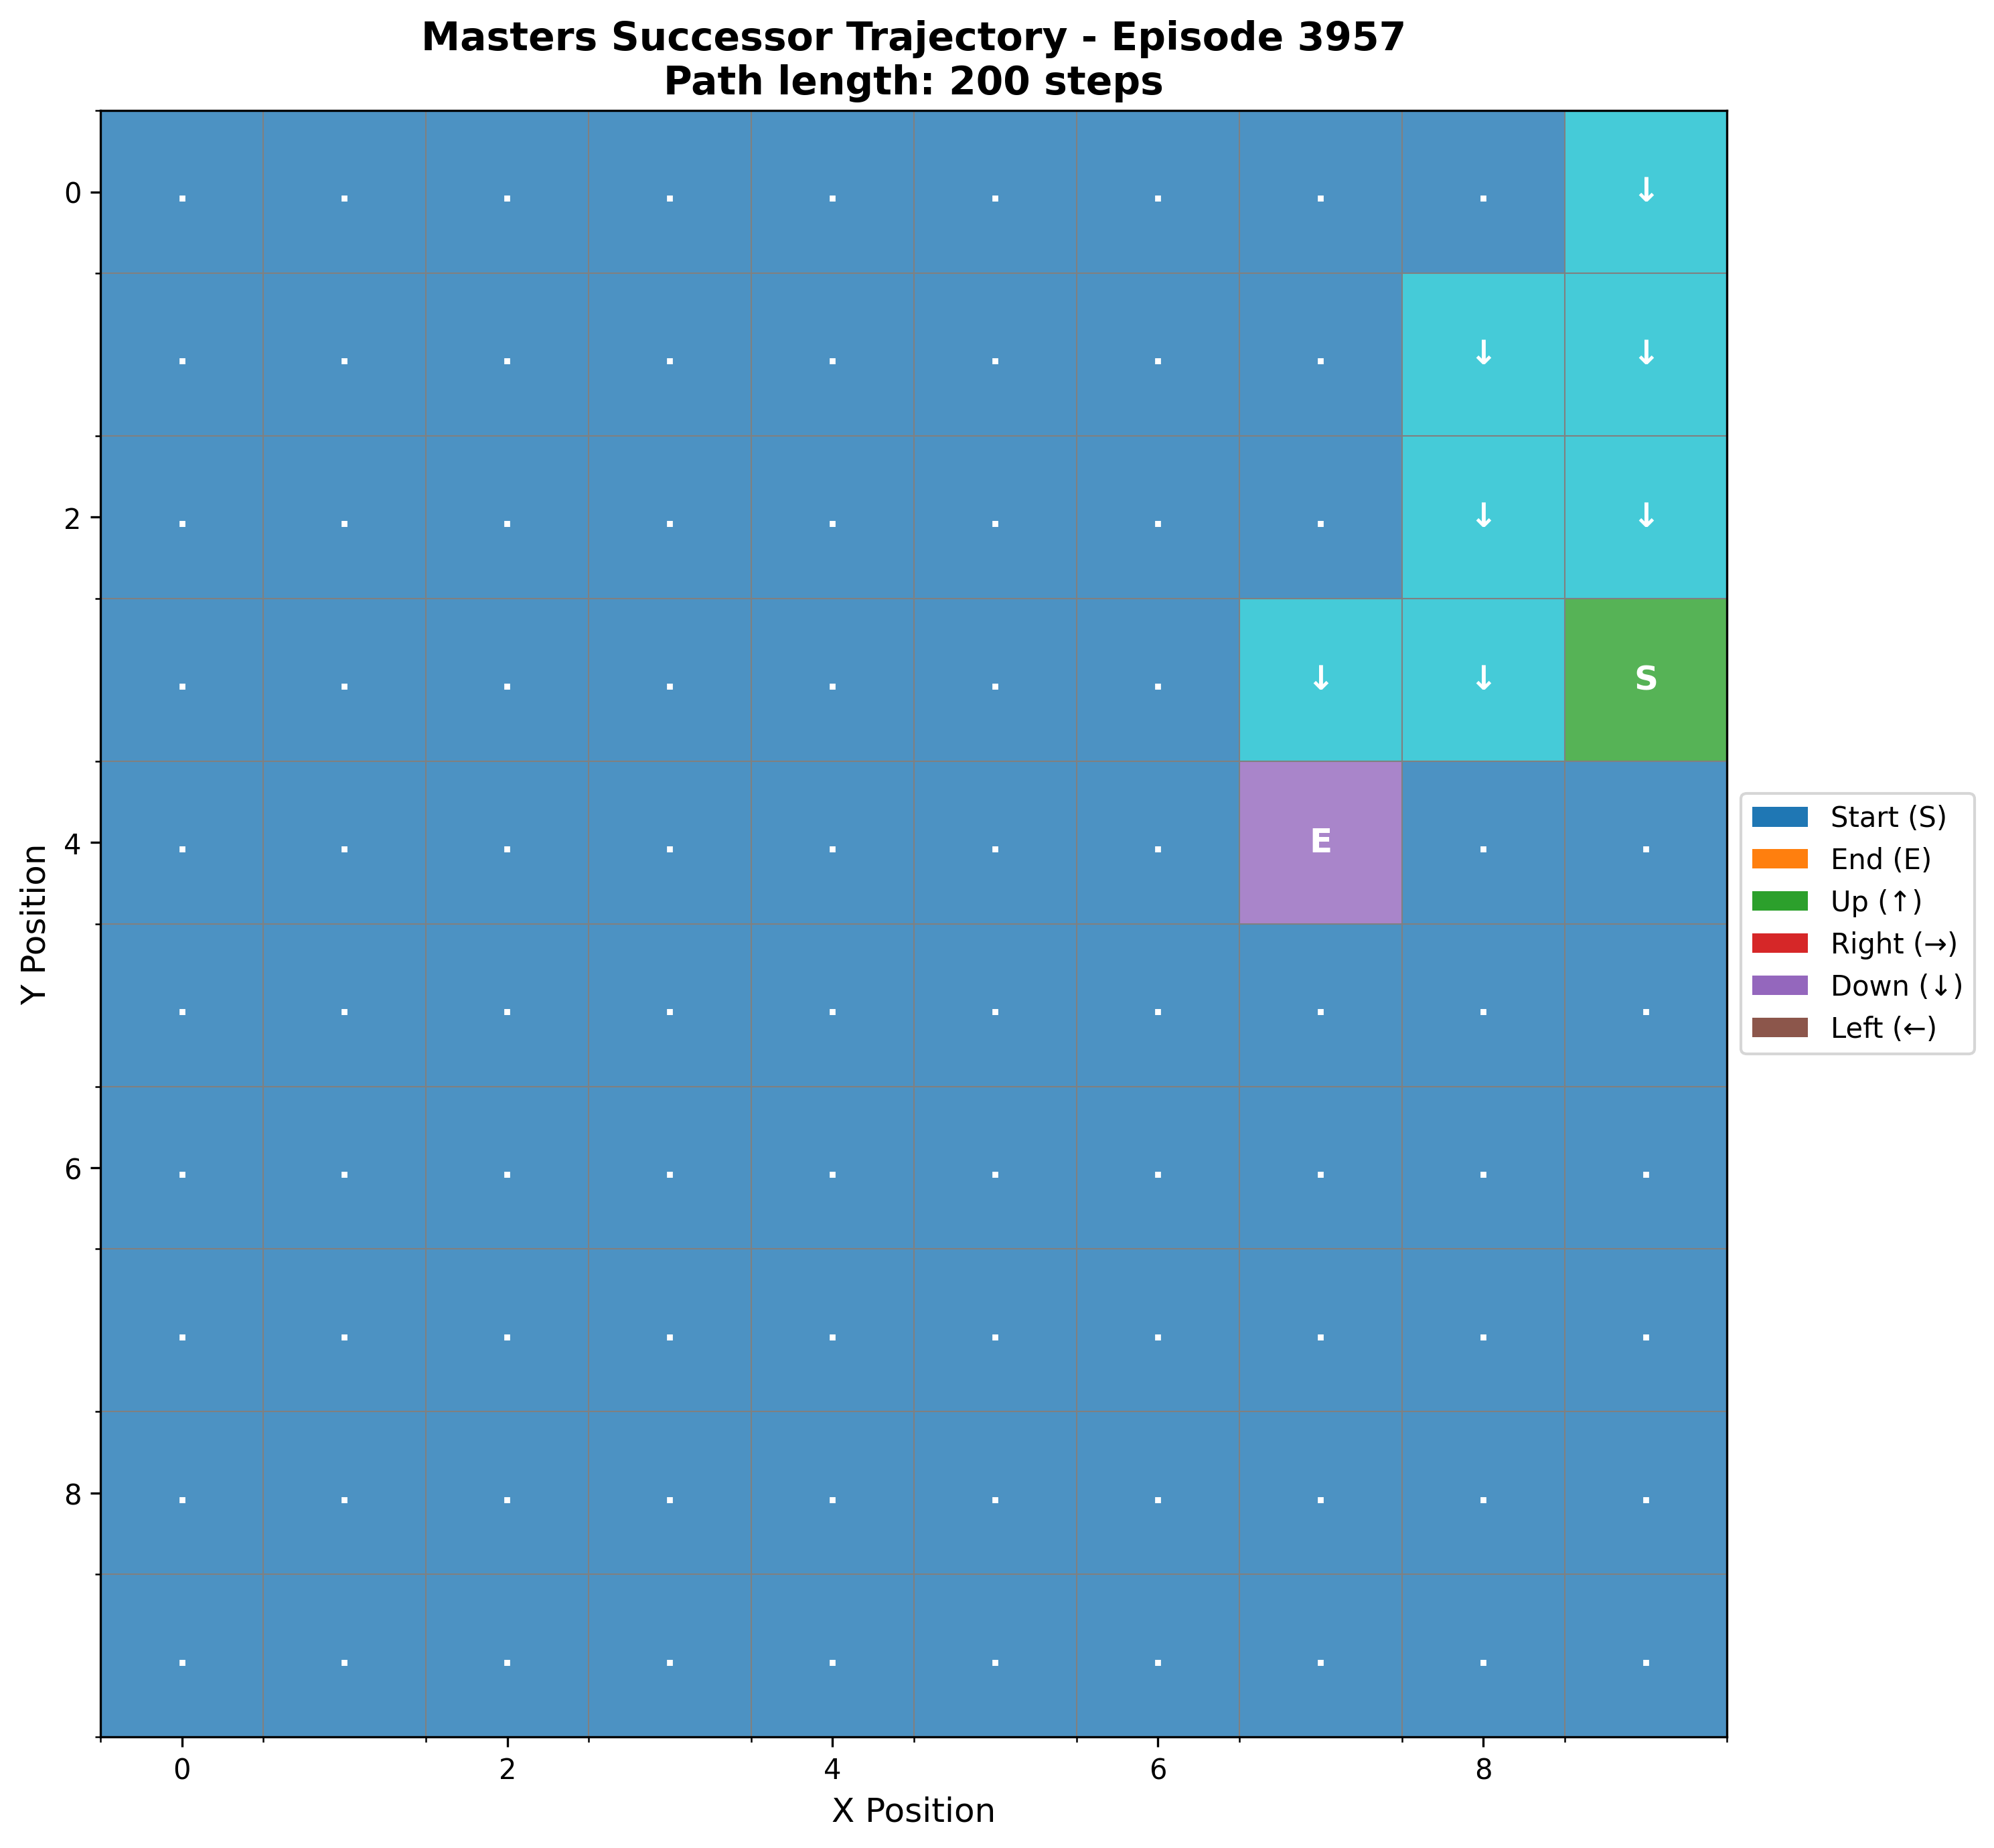 Masters Successor Trajectory - Episode 3957
Path length: 200 steps
0
. . . . . . . . . ↓
. . . . . . . . ↓ ↓
2
. . . . . . . . ↓ ↓
. . . . . . . ↓ ↓ S
4
. . . . . . . E . .
. . . . . . . . . .
6
. . . . . . . . . .
. . . . . . . . . .
8
. . . . . . . . . .
. . . . . . . . . .
0 2 4 6 8
X Position
Y Position
Start (S)
End (E)
Up (↑)
Right (→)
Down (↓)
Left (←)